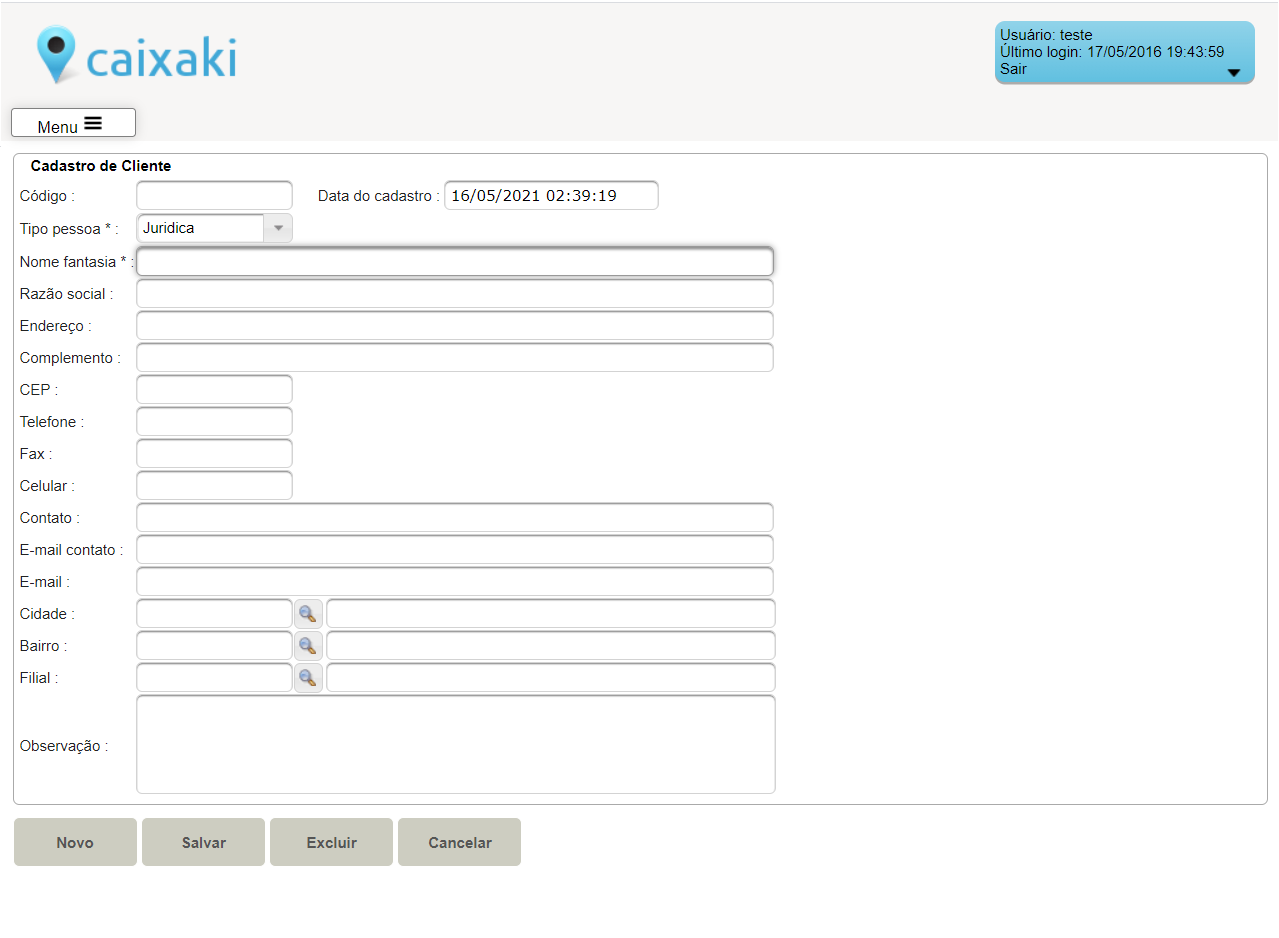 caixaki
Usuário: teste
Último login: 17/05/2016 19:43:59
Sair
Menu
Cadastro de Cliente
Código :
Data do cadastro : 16/05/2021 02:39:19
Tipo pessoa * : Juridica
Nome fantasia * :
Razão social :
Endereço :
Complemento :
CEP :
Telefone :
Fax :
Celular :
Contato :
E-mail contato :
E-mail :
Cidade :
Bairro :
Filial :
Observação :
Novo Salvar Excluir Cancelar